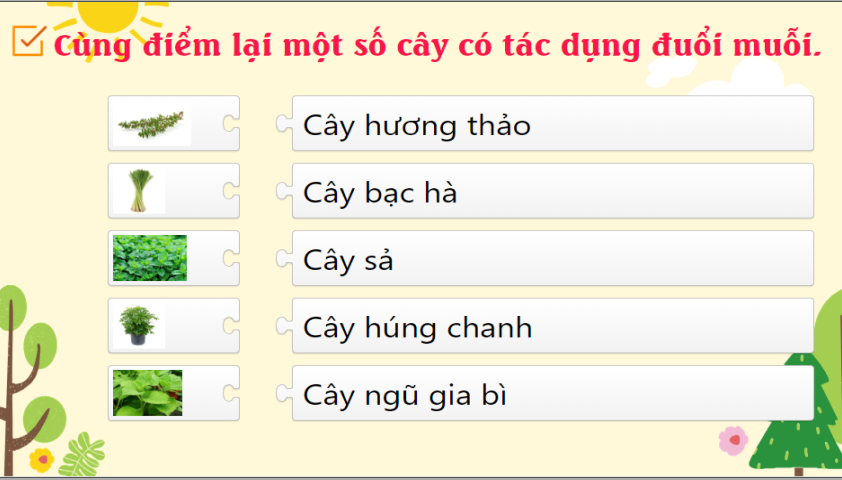 Cùng điểm lại một số cây có tác dụng đuổi muỗi.
Cây hương thảo
Cây bạc hà
Cây sả
Cây húng chanh
Cây ngũ gia bì